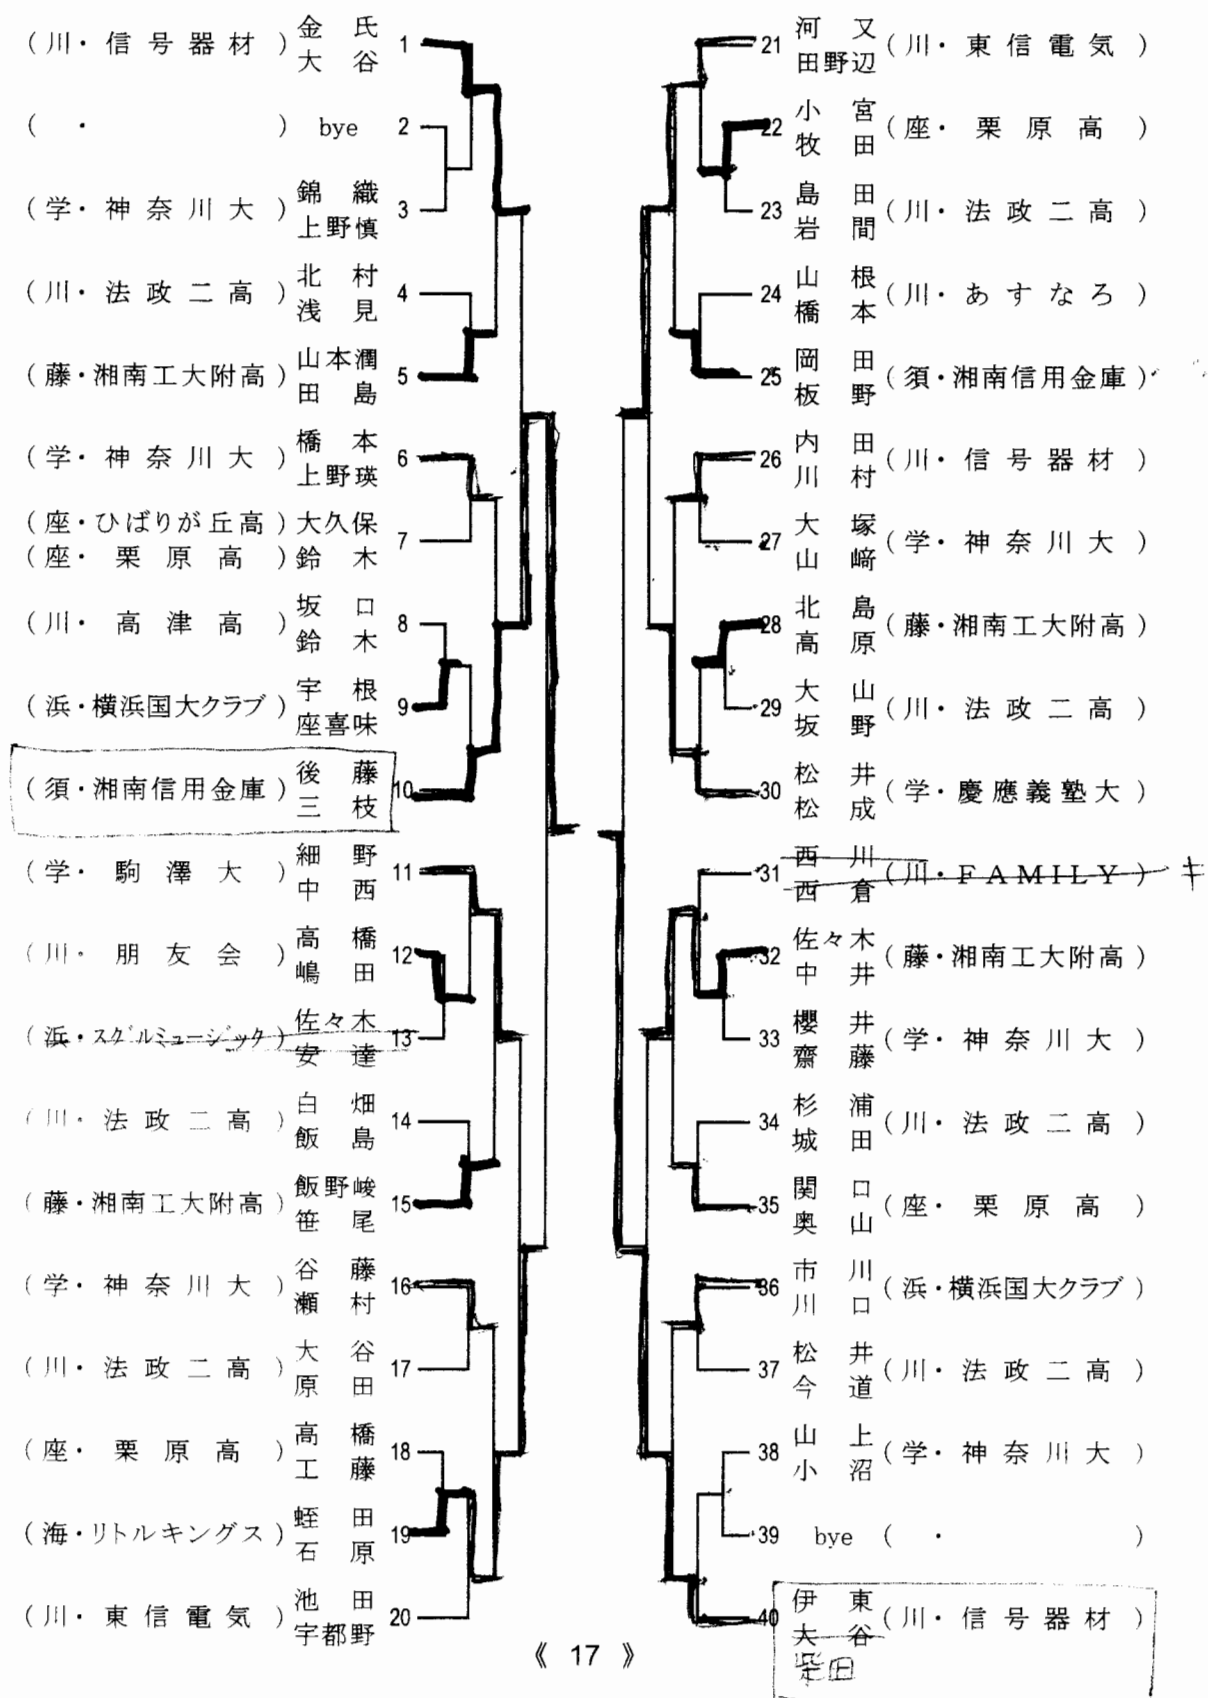 (川・信号器材) 金氏 大谷 1
( ・ ) bye 2
(学・神奈川大) 錦織 上野慎 3
(川・法政二高) 北村 浅見 4
(藤・湘南工大附高) 山本潤 田島 5
(学・神奈川大) 橋本 上野瑛 6
(座・ひばりが丘高) 大久保
(座・栗原高) 鈴木 7
(川・高津高) 坂口 鈴木 8
(浜・横浜国大クラブ) 宇根 座喜味 9
(須・湘南信用金庫) 後藤 三枝 10
(学・駒澤大) 細野 中西 11
(川・朋友会) 高橋 嶋田 12
(浜・スグルミュージック) 佐々木 安達 13
(川・法政二高) 白畑 飯島 14
(藤・湘南工大附高) 飯野峻 笹尾 15
(学・神奈川大) 谷藤 瀬村 16
(川・法政二高) 大谷 原田 17
(座・栗原高) 高橋 工藤 18
(海・リトルキングス) 蛭田 石原 19
(川・東信電気) 池田 宇都野 20
21 河又 田野辺 (川・東信電気)
22 小宮 牧田 (座・栗原高)
23 島田 岩間 (川・法政二高)
24 山根 橋本 (川・あすなろ)
25 岡田 板野 (須・湘南信用金庫)
26 内田 川村 (川・信号器材)
27 大塚 山﨑 (学・神奈川大)
28 北島 高原 (藤・湘南工大附高)
29 大山 坂野 (川・法政二高)
30 松井 松成 (学・慶應義塾大)
31 西川 西倉 (川・FAMILY) キ
32 佐々木 中井 (藤・湘南工大附高)
33 櫻井 齋藤 (学・神奈川大)
34 杉浦 城田 (川・法政二高)
35 関口 奥山 (座・栗原高)
36 市川 川口 (浜・横浜国大クラブ)
37 松井 今道 (川・法政二高)
38 山上 小沼 (学・神奈川大)
39 bye ( ・ )
40 伊東 大谷 (川・信号器材)
柴田
《 17 》